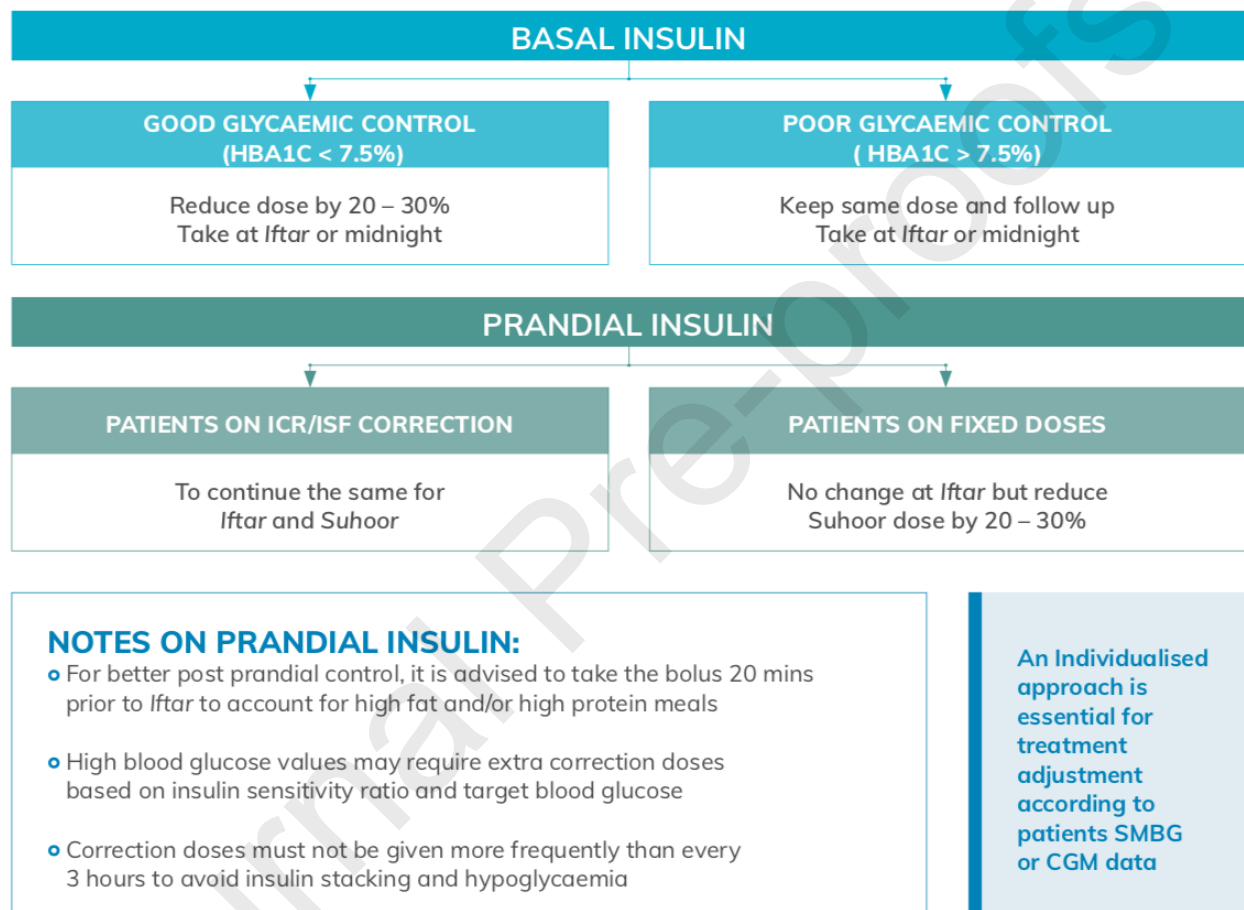 BASAL INSULIN
GOOD GLYCAEMIC CONTROL
(HBA1C < 7.5%)
Reduce dose by 20 – 30%
Take at Iftar or midnight
POOR GLYCAEMIC CONTROL
( HBA1C > 7.5%)
Keep same dose and follow up
Take at Iftar or midnight
PRANDIAL INSULIN
PATIENTS ON ICR/ISF CORRECTION
To continue the same for
Iftar and Suhoor
PATIENTS ON FIXED DOSES
No change at Iftar but reduce
Suhoor dose by 20 – 30%
NOTES ON PRANDIAL INSULIN:
For better post prandial control, it is advised to take the bolus 20 mins
prior to Iftar to account for high fat and/or high protein meals
High blood glucose values may require extra correction doses
based on insulin sensitivity ratio and target blood glucose
Correction doses must not be given more frequently than every
3 hours to avoid insulin stacking and hypoglycaemia
An Individualised
approach is
essential for
treatment
adjustment
according to
patients SMBG
or CGM data
rnal Pre-proofs